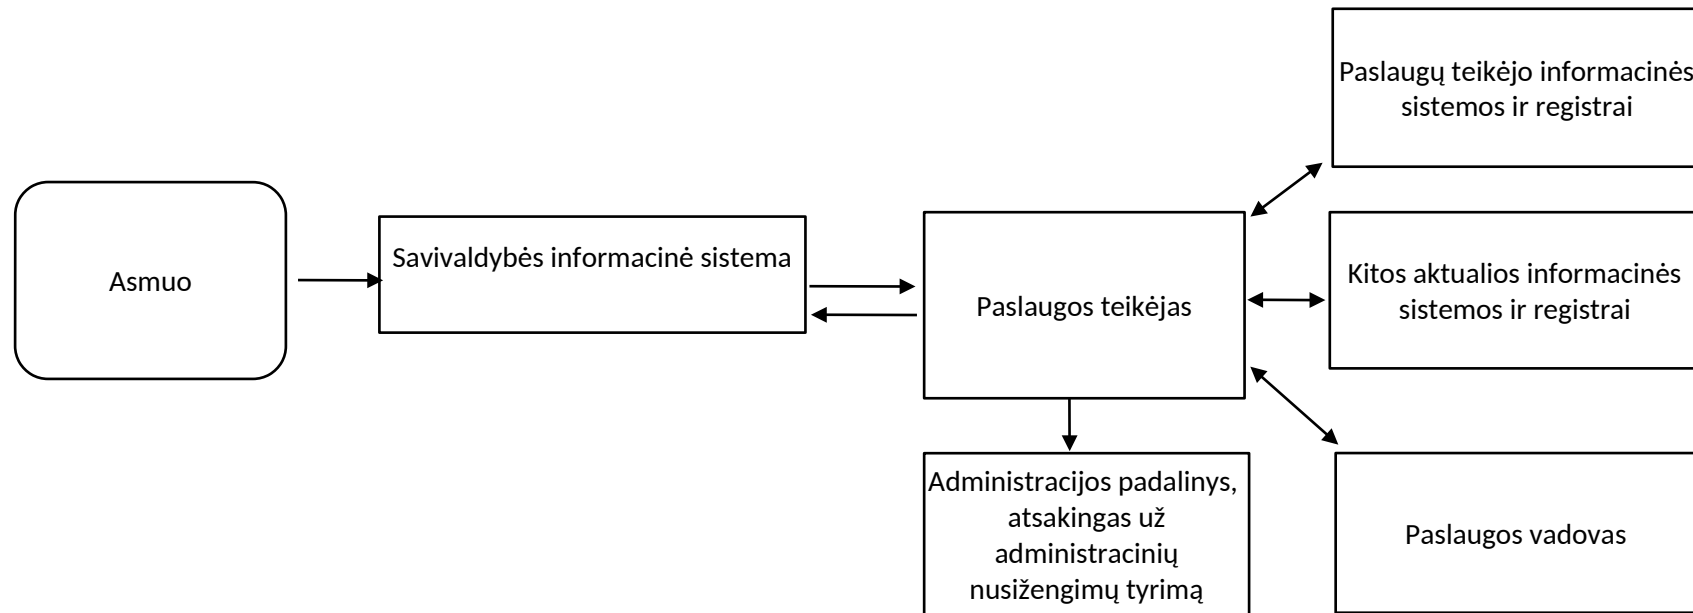 Paslaugų teikėjo informacinės
sistemos ir registrai
Asmuo
Savivaldybės informacinė sistema
Paslaugos teikėjas
Kitos aktualios informacinės
sistemos ir registrai
Administracijos padalinys,
atsakingas už
administracinių
nusižengimų tyrimą
Paslaugos vadovas